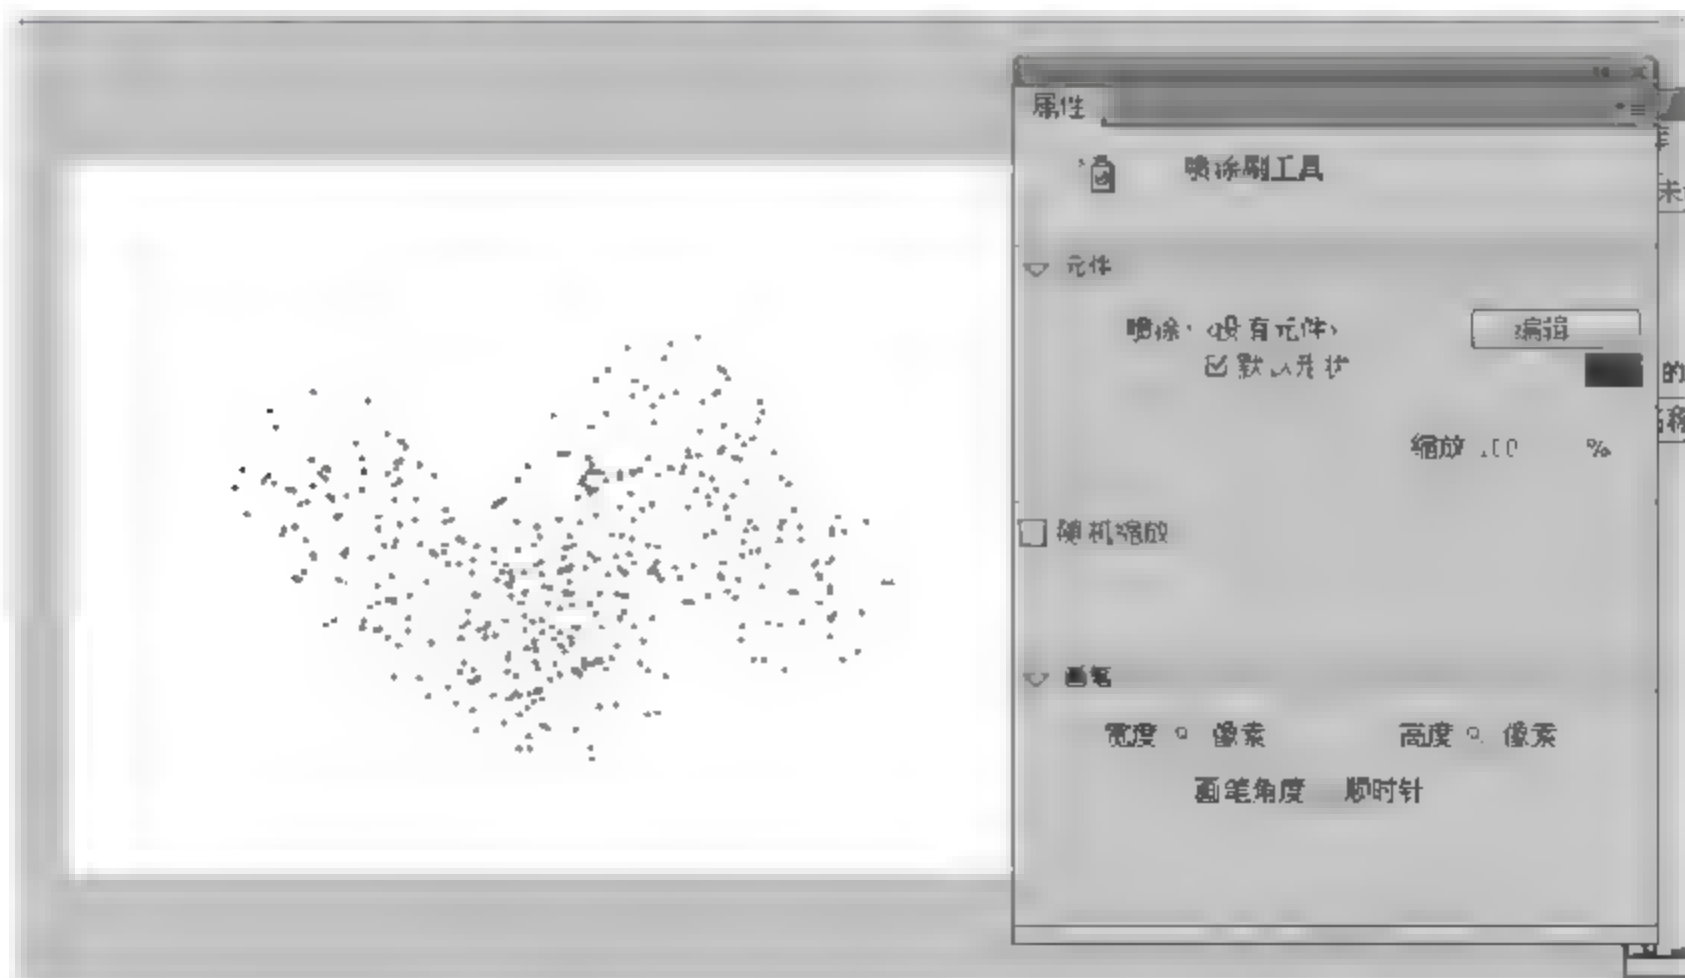 属性
喷涂刷工具
元件
喷涂: <没有元件> 编辑
默认形状
的
缩放 %
随机缩放
画笔
宽度 像素 高度 像素
画笔角度 顺时针